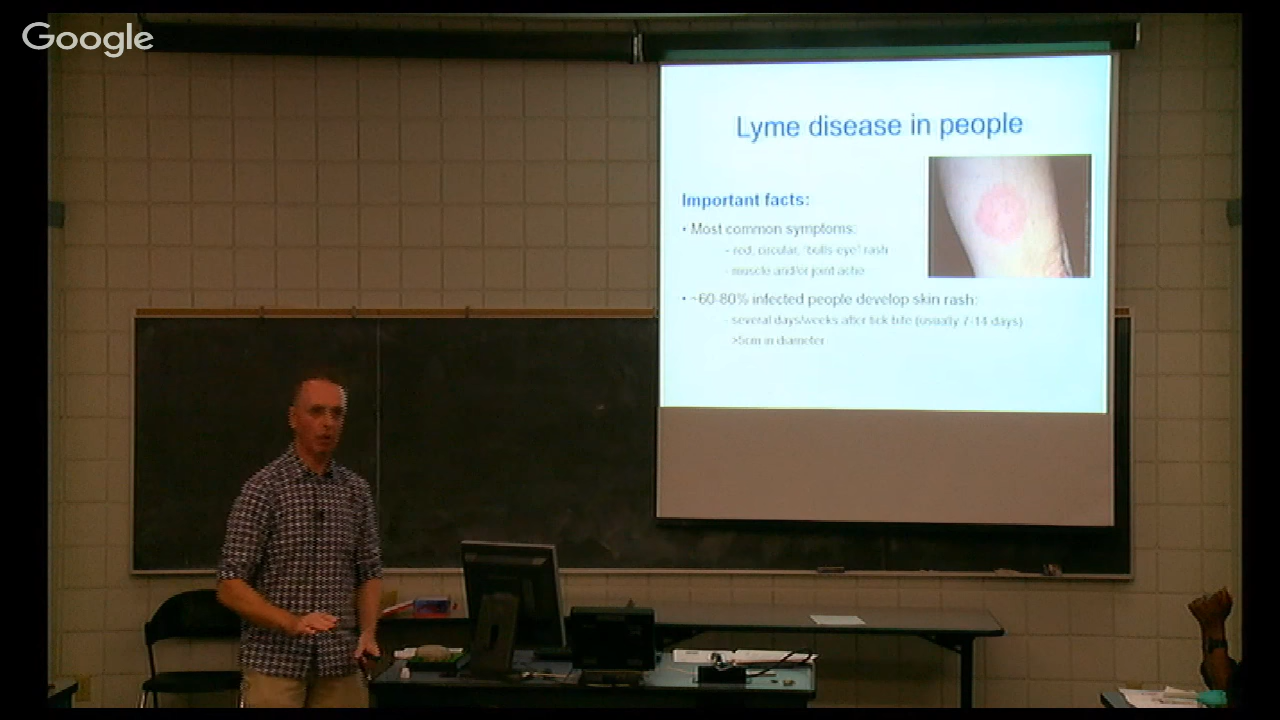 Google
Lyme disease in people
Important facts:
• Most common symptoms:
- red, circular, "bulls-eye" rash
- muscle and/or joint ache
• ~60-80% infected people develop skin rash:
- several days/weeks after tick bite (usually 7-14 days)
>5cm in diameter